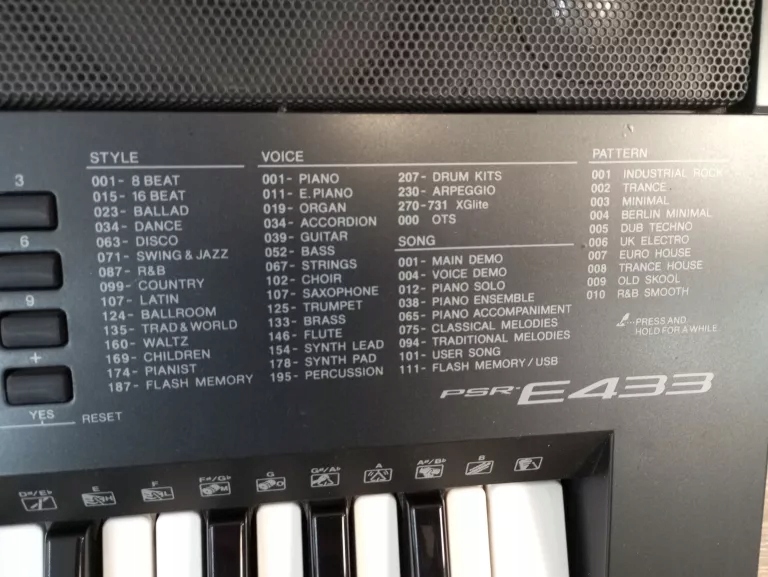 3
6
9
+
YES
RESET
STYLE
001- 8 BEAT
015- 16 BEAT
023- BALLAD
034- DANCE
063- DISCO
071- SWING & JAZZ
087- R&B
099- COUNTRY
107- LATIN
124- BALLROOM
135- TRAD & WORLD
160- WALTZ
169- CHILDREN
174- PIANIST
187- FLASH MEMORY
VOICE
001- PIANO
011- E.PIANO
019- ORGAN
034- ACCORDION
039- GUITAR
052- BASS
067- STRINGS
102- CHOIR
107- SAXOPHONE
125- TRUMPET
133- BRASS
146- FLUTE
154- SYNTH LEAD
178- SYNTH PAD
195- PERCUSSION
207- DRUM KITS
230- ARPEGGIO
270-731 XGlite
000 OTS
SONG
001- MAIN DEMO
004- VOICE DEMO
012- PIANO SOLO
038- PIANO ENSEMBLE
065- PIANO ACCOMPANIMENT
075- CLASSICAL MELODIES
094- TRADITIONAL MELODIES
101- USER SONG
111- FLASH MEMORY / USB
PATTERN
001 INDUSTRIAL ROCK
002 TRANCE
003 MINIMAL
004 BERLIN MINIMAL
005 DUB TECHNO
006 UK ELECTRO
007 EURO HOUSE
008 TRANCE HOUSE
009 OLD SKOOL
010 R&B SMOOTH
...PRESS AND
HOLD FOR A WHILE
PSR-E433
D#/E♭
E
F
F#/G♭
G
G#/A♭
A
A#/B♭
B